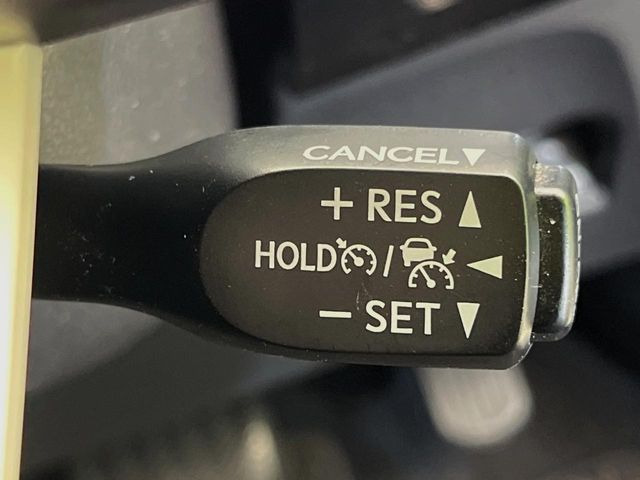 CANCEL▼
+ RES ▲
HOLD / ◀
− SET ▼